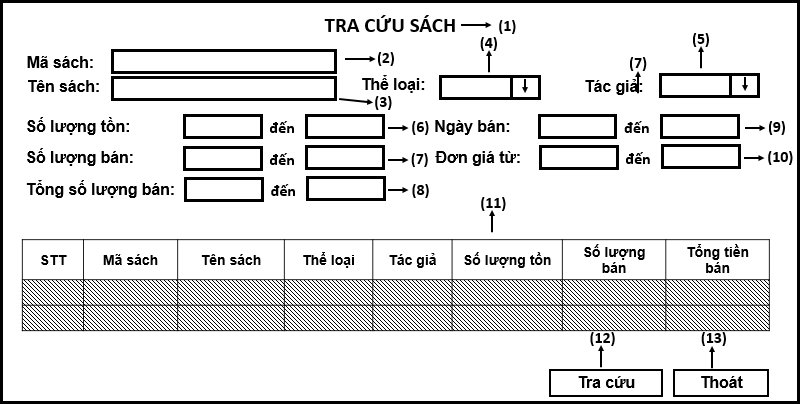 TRA CỨU SÁCH (1)
Mã sách: (2) (4) (5)
Tên sách: (3) Thể loại: Tác giả: (7)
Số lượng tồn: đến (6) Ngày bán: đến (9)
Số lượng bán: đến (7) Đơn giá từ: đến (10)
Tổng số lượng bán: đến (8)
(11)
STT Mã sách Tên sách Thể loại Tác giả Số lượng tồn Số lượng bán Tổng tiền bán
(12) (13)
Tra cứu Thoát